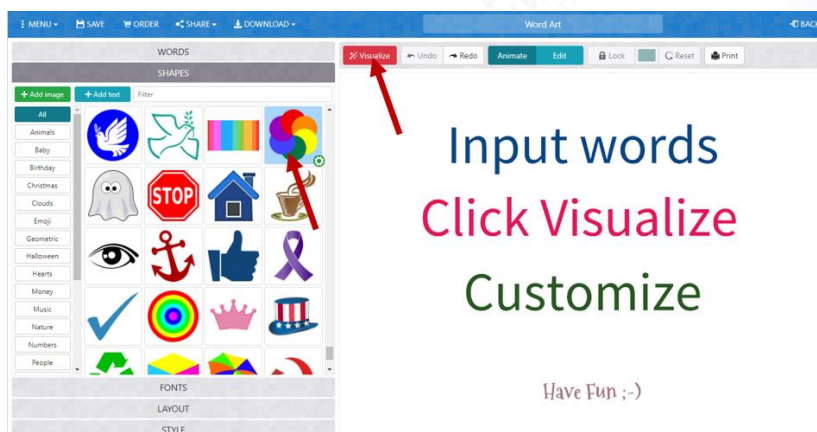 MENU SAVE ORDER SHARE DOWNLOAD Word Art BACK
WORDS
SHAPES
Visualize Undo Redo Animate Edit Lock Reset Print
+ Add image + Add text Filter
All
Animals
Baby
Birthday
Christmas
Clouds
Emoji
Geometric
Halloween
Hearts
Money
Music
Nature
Numbers
People
STOP
Input words
Click Visualize
Customize
Have Fun ;-)
FONTS
LAYOUT
STYLE